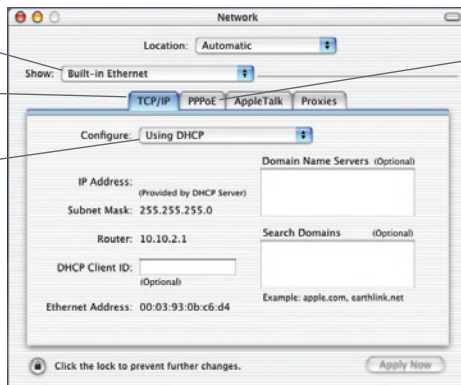 Network
Location: Automatic
Show: Built-in Ethernet
TCP/IP PPPoE AppleTalk Proxies
Configure: Using DHCP
Domain Name Servers (Optional)
IP Address:
(Provided by DHCP Server)
Subnet Mask: 255.255.255.0
Router: 10.10.2.1
Search Domains (Optional)
DHCP Client ID:
(Optional)
Example: apple.com, earthlink.net
Ethernet Address: 00:03:93:0b:c6:d4
Click the lock to prevent further changes.
Apply Now